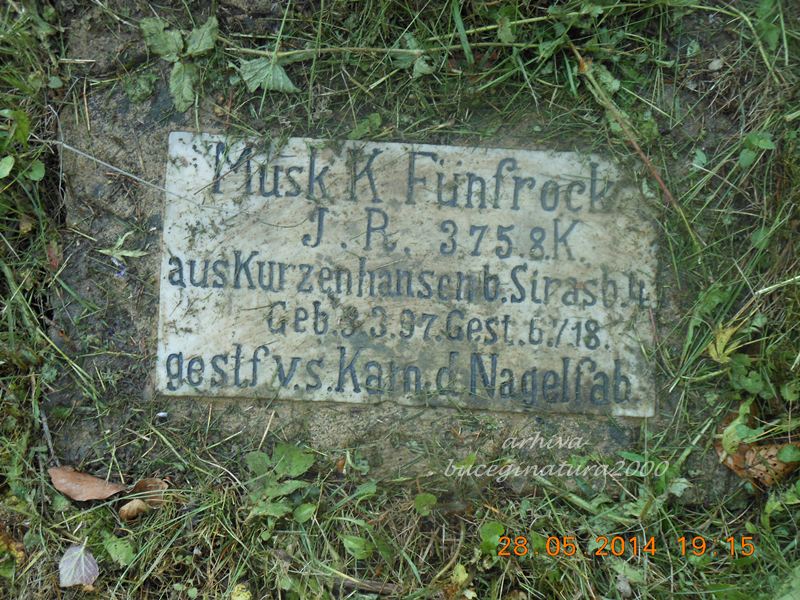 Musk K. Fünfrock
J. R. 375.8.K.
aus Kurzenhausen b. Strasb.
Geb. 3.3.97. Gest. 6.7.18.
gestf v. s. Kam. d. Nagelfab.
arhiva
buceginatura2000
28.05.2014 19:15